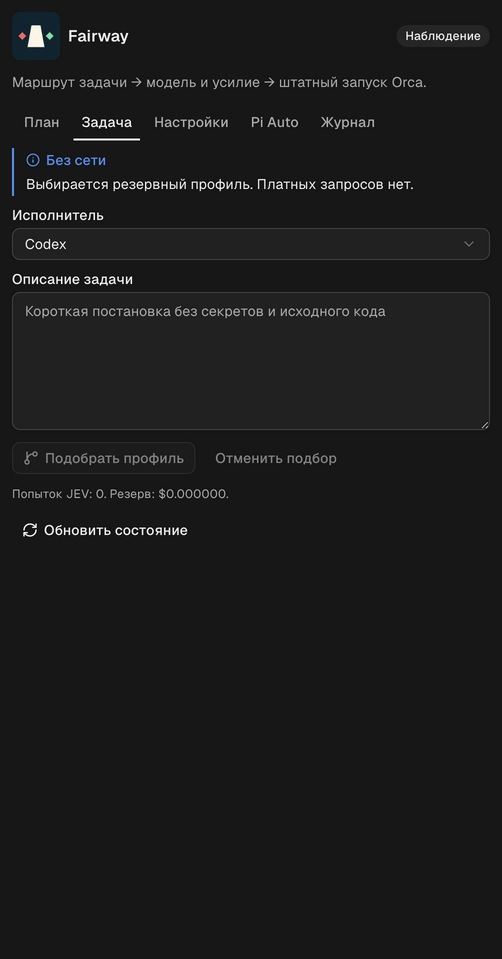 Fairway
Наблюдение
Маршрут задачи → модель и усилие → штатный запуск Orca.
План
Задача
Настройки
Pi Auto
Журнал
Без сети
Выбирается резервный профиль. Платных запросов нет.
Исполнитель
Codex
Описание задачи
Короткая постановка без секретов и исходного кода
Подобрать профиль
Отменить подбор
Попыток JEV: 0. Резерв: $0.000000.
Обновить состояние